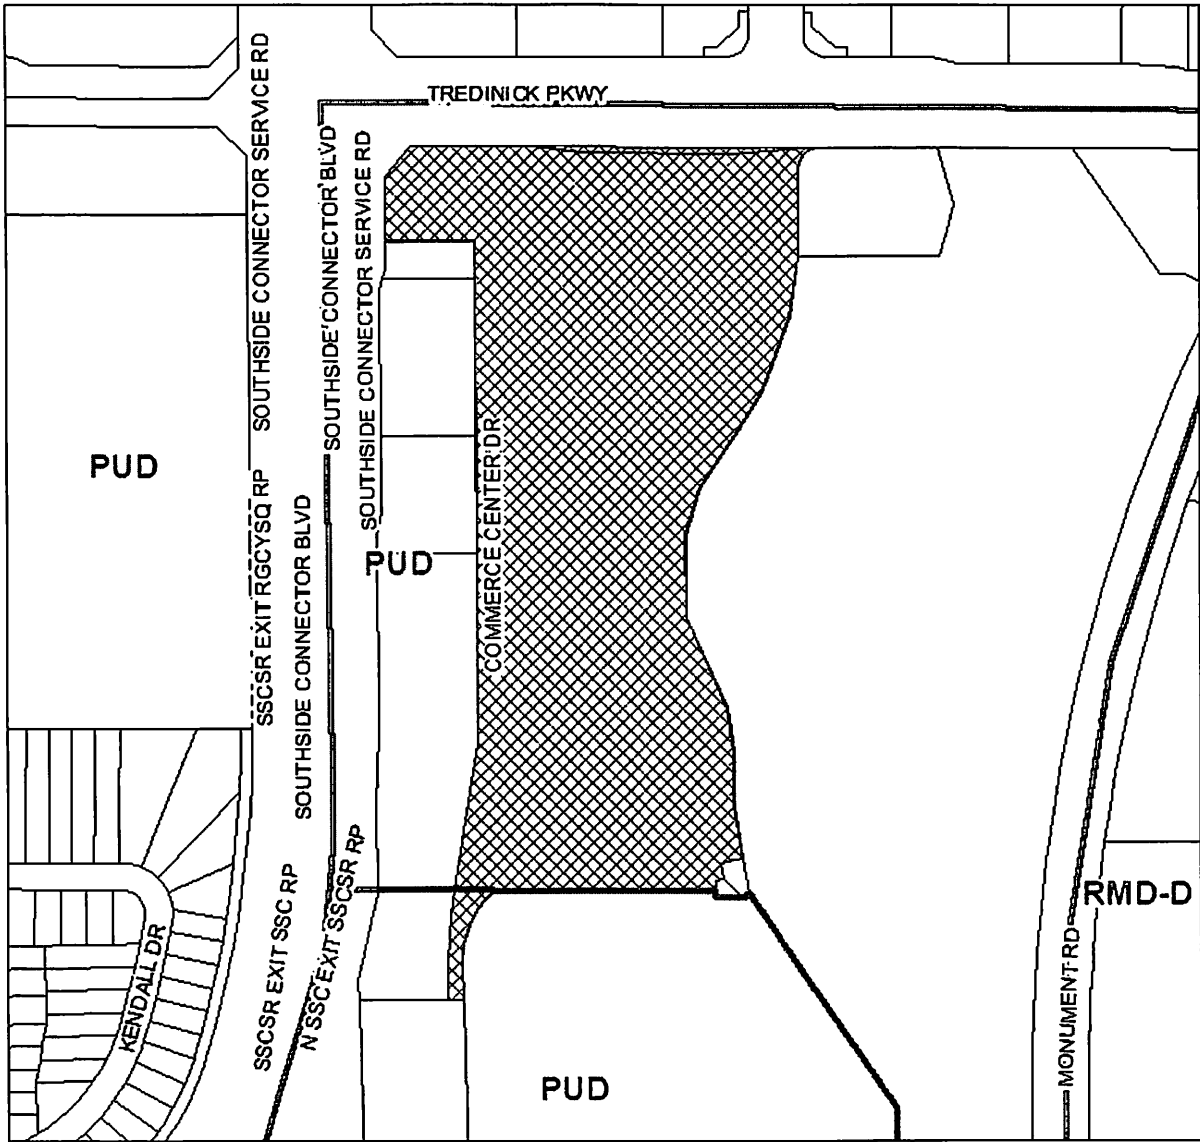 TREDINICK PKWY
SOUTHSIDE CONNECTOR SERVICE RD
SOUTHSIDE CONNECTOR BLVD
SOUTHSIDE CONNECTOR SERVICE RD
PUD
SSCSR EXIT RGCYSQ RP
SOUTHSIDE CONNECTOR BLVD
PUD
COMMERCE CENTER DR
SSCSR EXIT SSC RP
N SSC EXIT SSCSR RP
KENDALL DR
RMD-D
MONUMENT RD
PUD